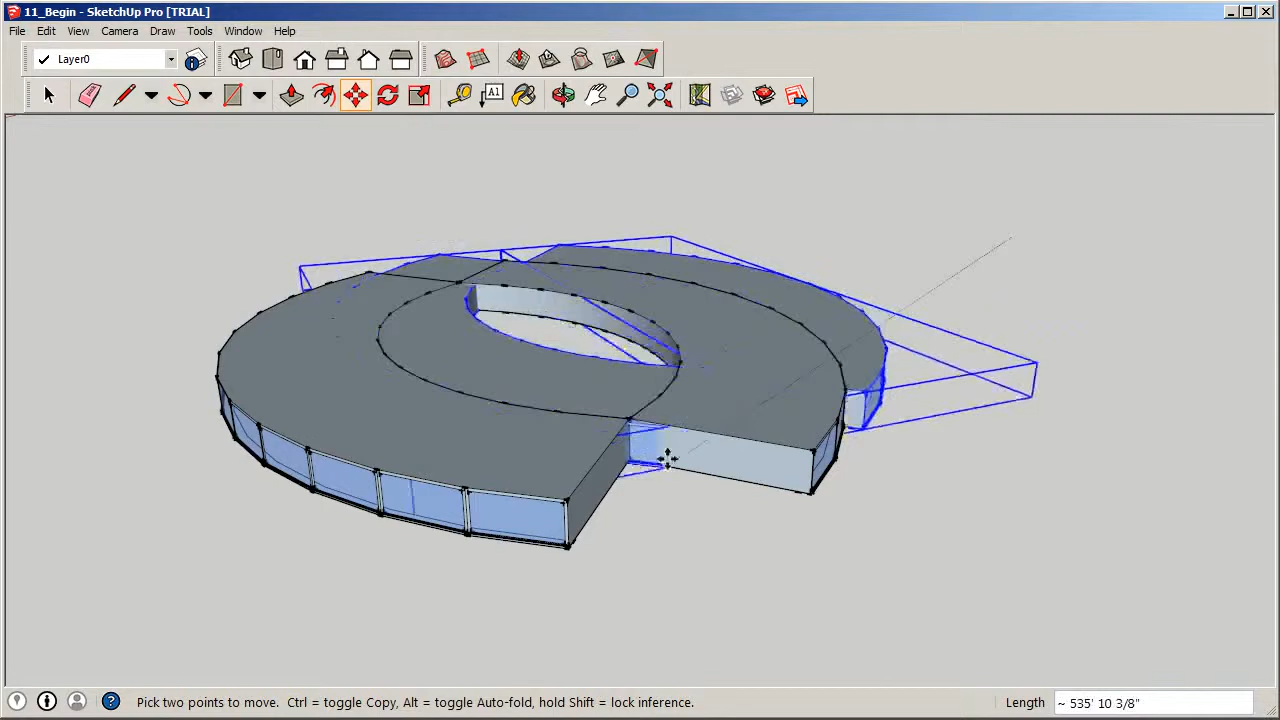 11_Begin - SketchUp Pro [TRIAL]
File Edit View Camera Draw Tools Window Help
Layer0
A1
Pick two points to move. Ctrl = toggle Copy, Alt = toggle Auto-fold, hold Shift = lock inference.
Length ~ 535' 10 3/8"